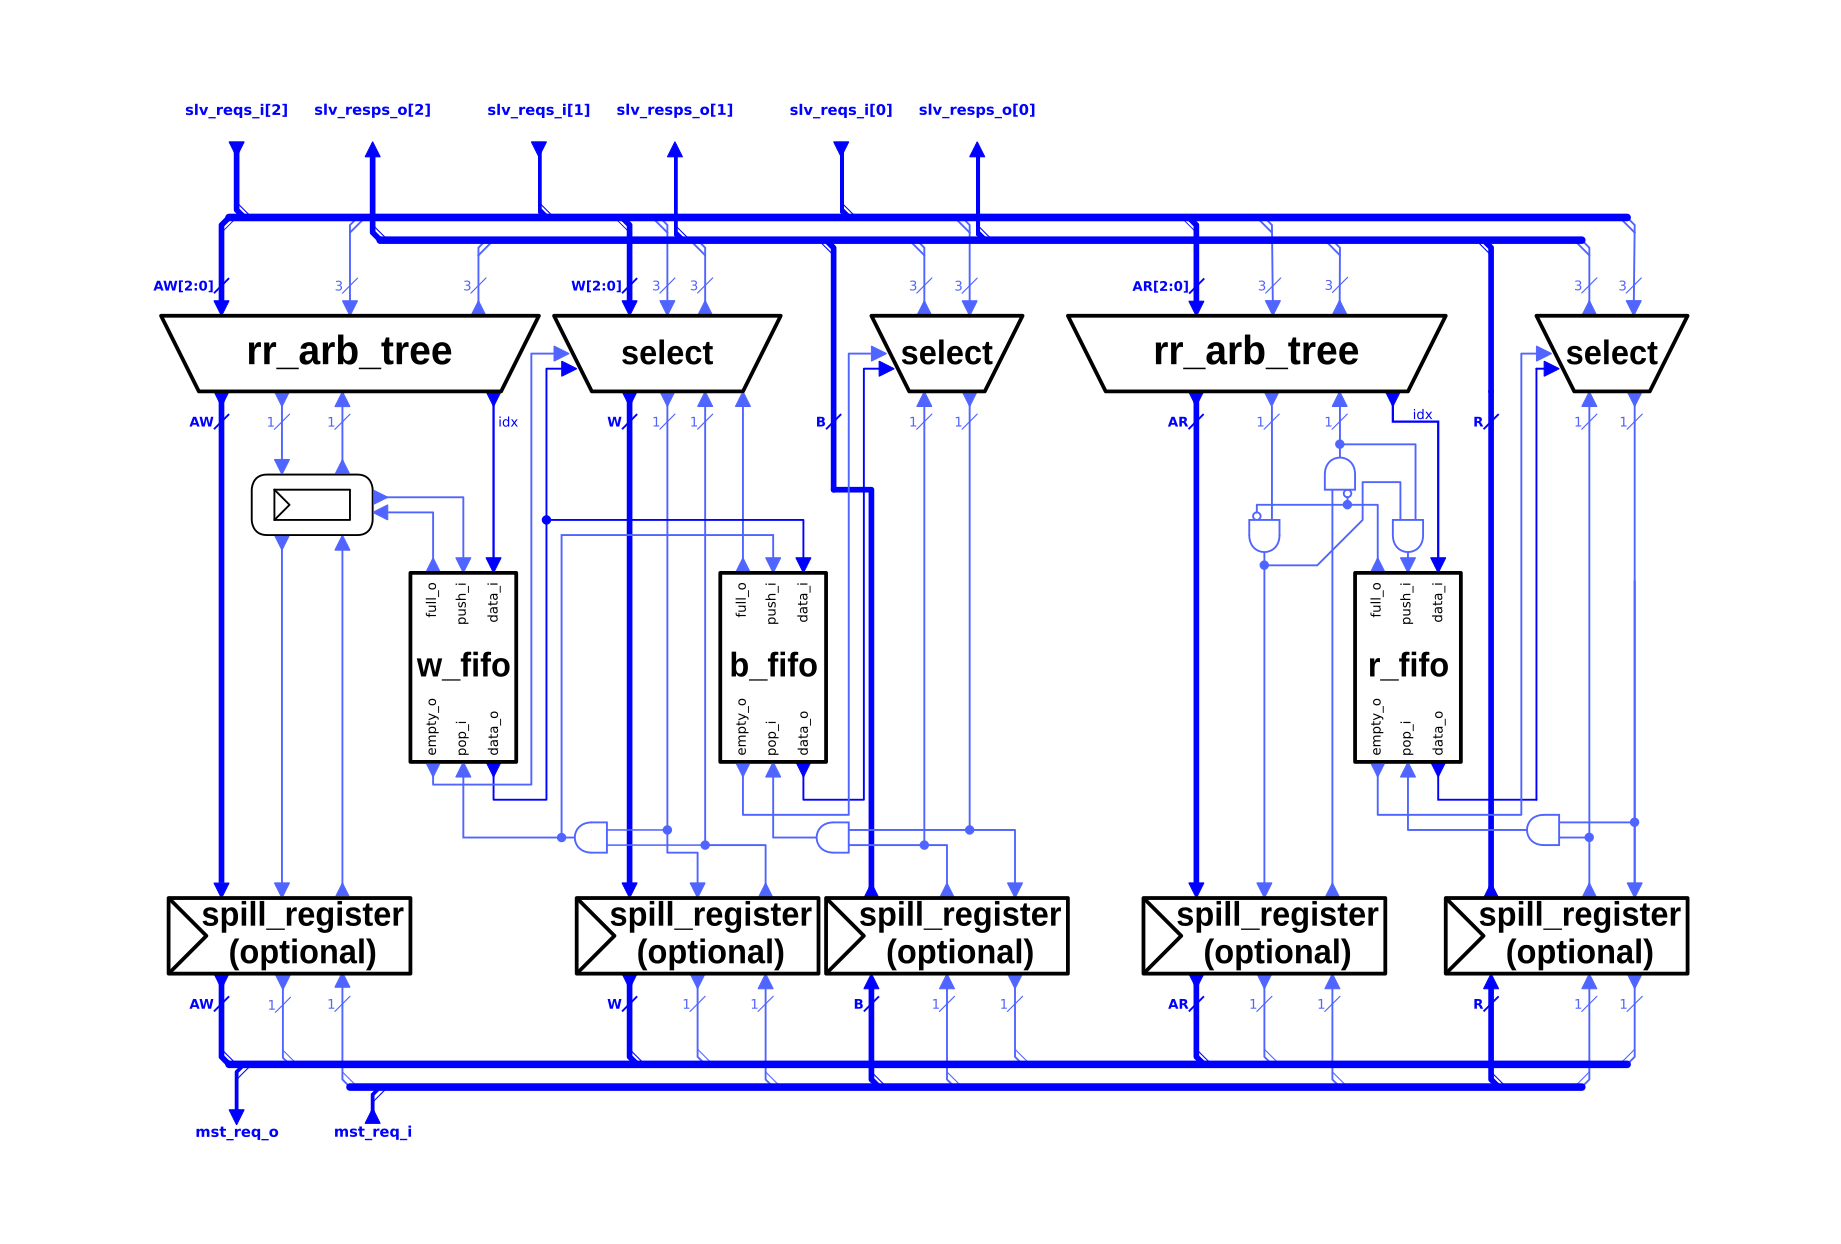 slv_reqs_i[2] slv_resps_o[2] slv_reqs_i[1] slv_resps_o[1] slv_reqs_i[0] slv_resps_o[0]
AW[2:0] 3 3 W[2:0] 3 3 3 3 AR[2:0] 3 3 3 3
rr_arb_tree select select rr_arb_tree select
AW 1 1 idx W 1 1 B 1 1 AR 1 1 idx R 1 1
full_o push_i data_i full_o push_i data_i full_o push_i data_i
w_fifo b_fifo r_fifo
empty_o pop_i data_o empty_o pop_i data_o empty_o pop_i data_o
spill_register spill_register spill_register spill_register spill_register
(optional) (optional) (optional) (optional) (optional)
AW 1 1 W 1 1 B 1 1 AR 1 1 R 1 1
mst_req_o mst_req_i